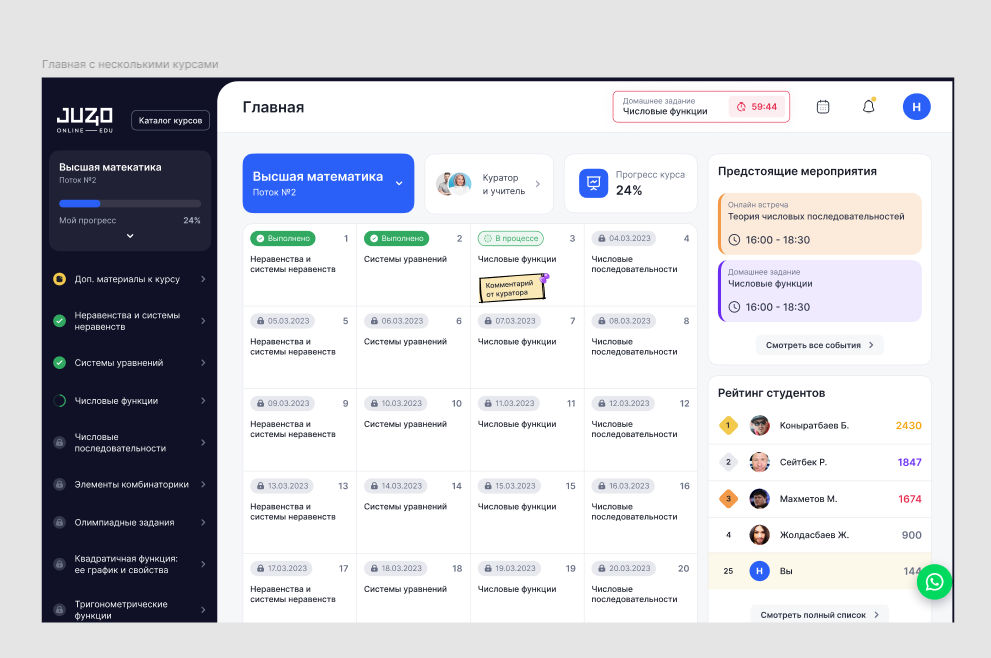 Главная с несколькими курсами
JUZO
ONLINE — EDU
Каталог курсов
Высшаяматекатика
Поток №2
Мой прогресс
24%
Доп. материалы к курсу
Неравенства и системы
неравенств
Системы уравнений
Числовые функции
Числовые
последовательности
Элементы комбинаторики
Олимпиадные задания
Квадратичная функция:
ее график и свойства
Тригонометрические
функции
Главная
Домашнее задание
Числовые функции
59:44
Н
Высшая математика
Поток №2
Куратор
и учитель
Прогресс курса
24%
Выполнено 1
Неравенства и
системы неравенств
Выполнено 2
Системы уравнений
В процессе 3
Числовые функции
Комментарий
от куратора
04.03.2023 4
Числовые
последовательности
05.03.2023 5
Неравенства и
системы неравенств
06.03.2023 6
Системы уравнений
07.03.2023 7
Числовые функции
08.03.2023 8
Числовые
последовательности
09.03.2023 9
Неравенства и
системы неравенств
10.03.2023 10
Системы уравнений
11.03.2023 11
Числовые функции
12.03.2023 12
Числовые
последовательности
13.03.2023 13
Неравенства и
системы неравенств
14.03.2023 14
Системы уравнений
15.03.2023 15
Числовые функции
16.03.2023 16
Числовые
последовательности
17.03.2023 17
Неравенства и
системы неравенств
18.03.2023 18
Системы уравнений
19.03.2023 19
Числовые функции
20.03.2023 20
Числовые
последовательности
Предстоящие мероприятия
Онлайн встреча
Теория числовых последовательностей
16:00 - 18:30
Домашнее задание
Числовые функции
16:00 - 18:30
Смотреть все события
Рейтинг студентов
1 Коныратбаев Б. 2430
2 Сейтбек Р. 1847
3 Махметов М. 1674
4 Жолдасбаев Ж. 900
25 Н Вы 144
Смотреть полный список